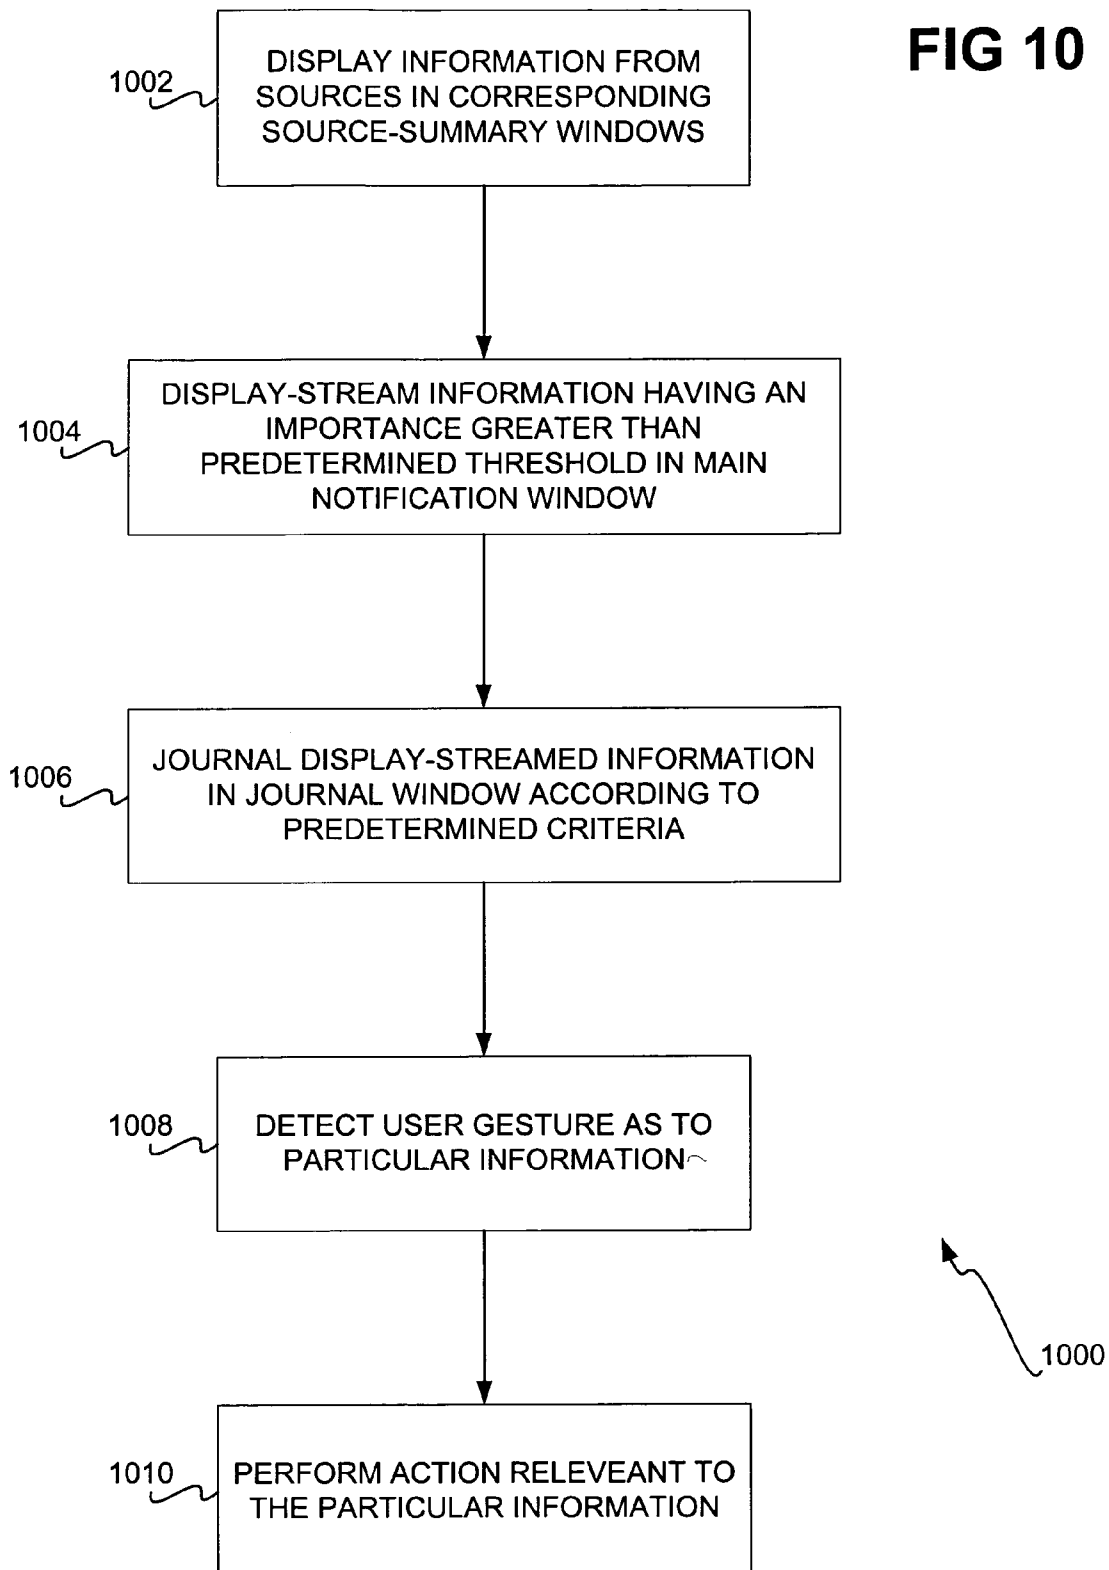 FIG 10
1002
DISPLAY INFORMATION FROM
SOURCES IN CORRESPONDING
SOURCE-SUMMARY WINDOWS
1004
DISPLAY-STREAM INFORMATION HAVING AN
IMPORTANCE GREATER THAN
PREDETERMINED THRESHOLD IN MAIN
NOTIFICATION WINDOW
1006
JOURNAL DISPLAY-STREAMED INFORMATION
IN JOURNAL WINDOW ACCORDING TO
PREDETERMINED CRITERIA
1008
DETECT USER GESTURE AS TO
PARTICULAR INFORMATION
1000
1010
PERFORM ACTION RELEVEANT TO
THE PARTICULAR INFORMATION